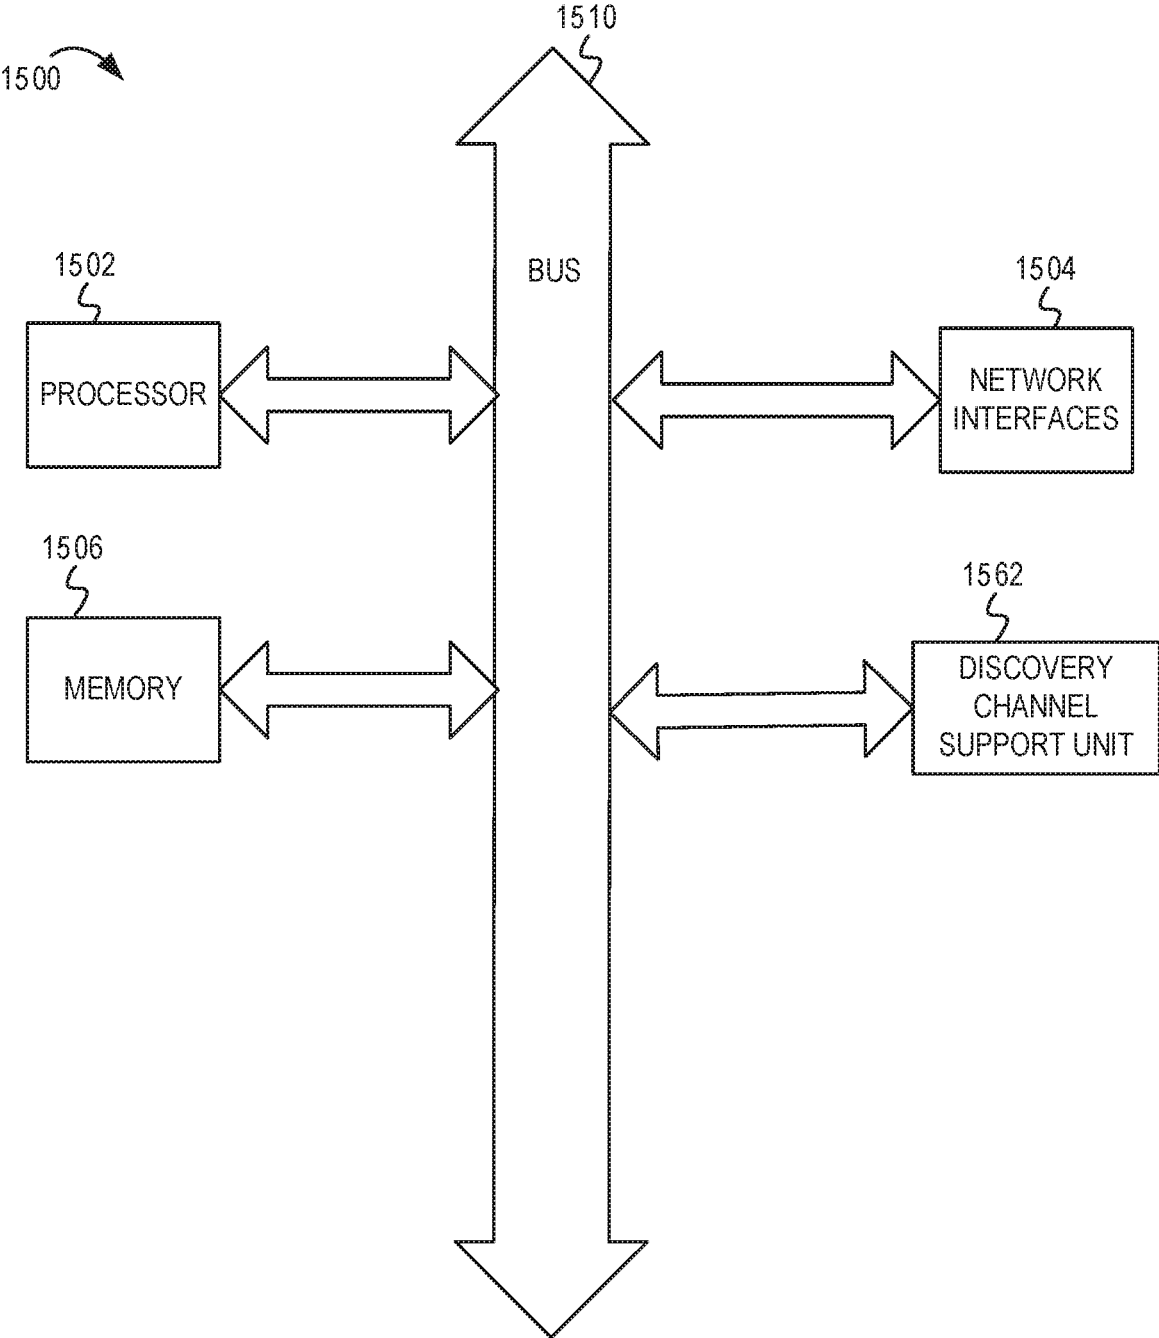 1510
1500
BUS
1502
1504
PROCESSOR
NETWORK
INTERFACES
1506
1562
MEMORY
DISCOVERY
CHANNEL
SUPPORT UNIT